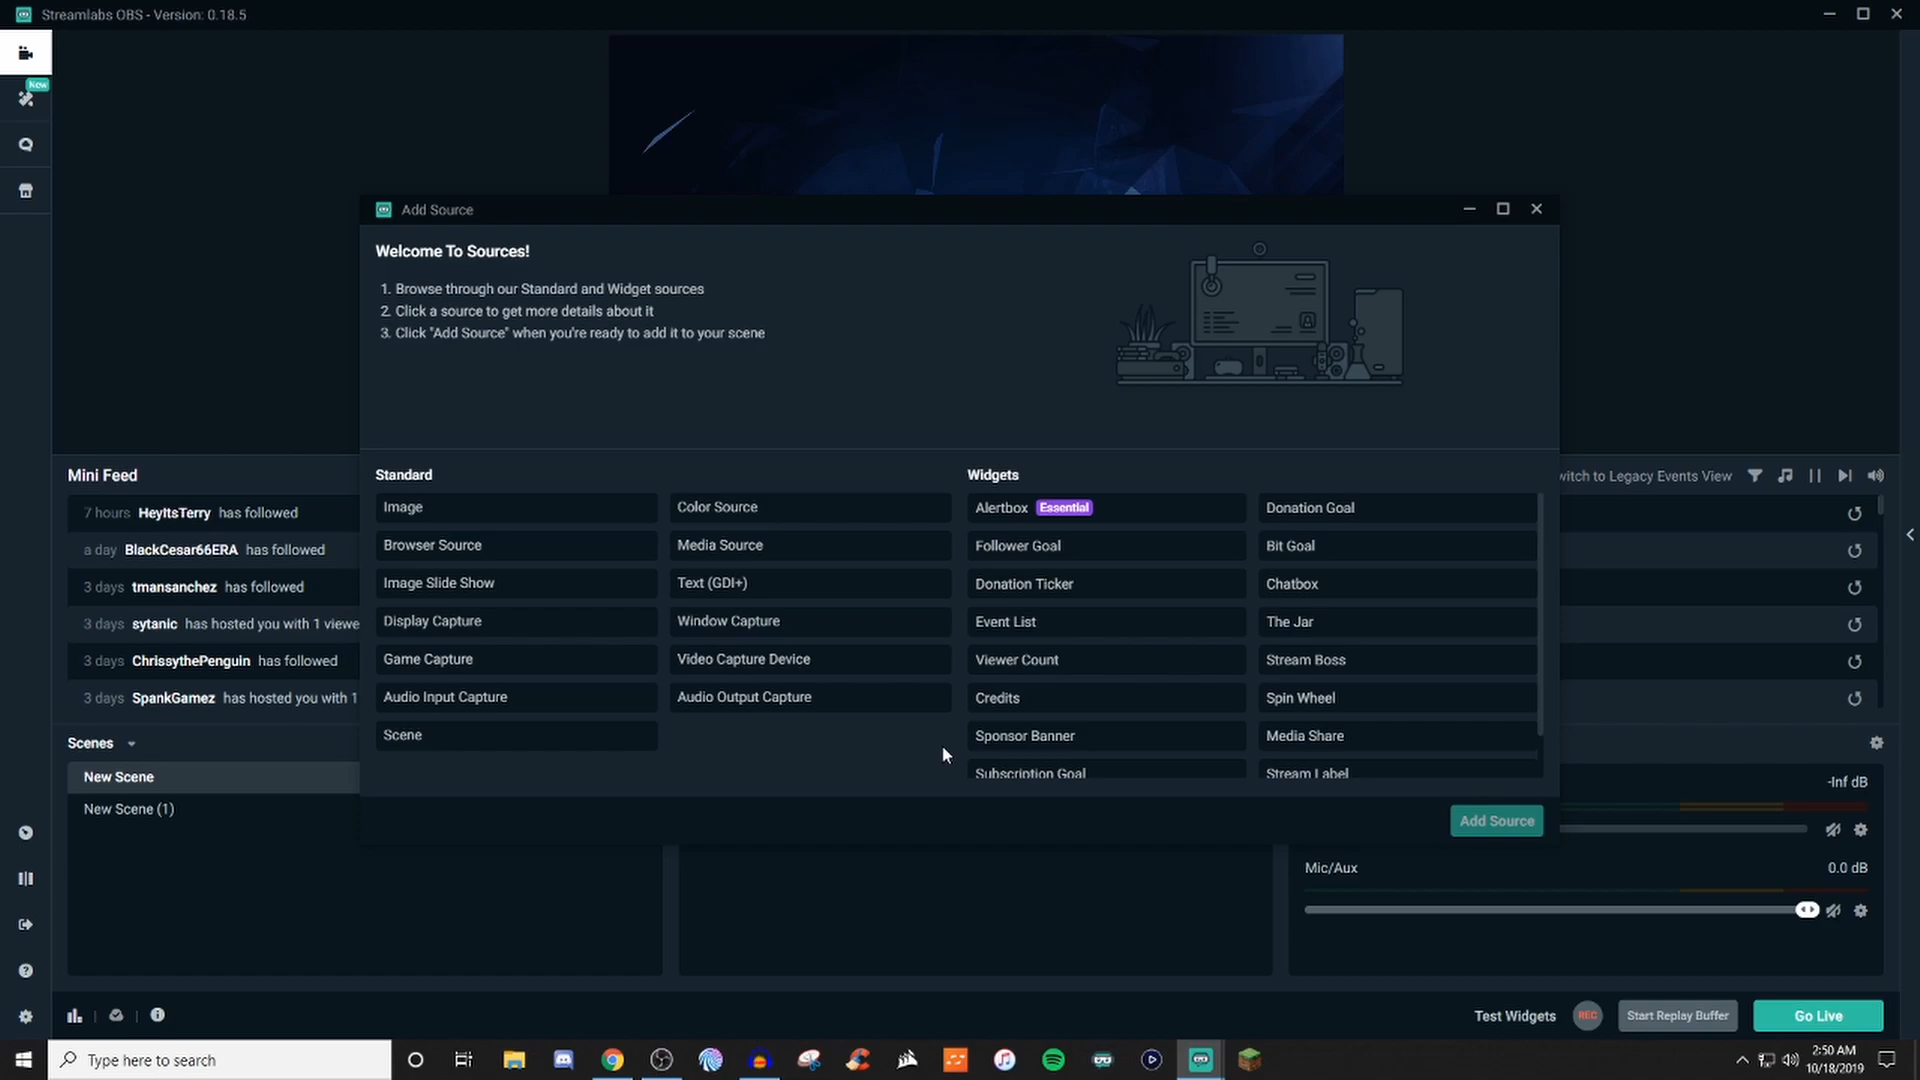 Streamlabs OBS - Version: 0.18.5
New
Add Source
Welcome To Sources!
1. Browse through our Standard and Widget sources
2. Click a source to get more details about it
3. Click "Add Source" when you're ready to add it to your scene
Standard
Image
Color Source
Browser Source
Media Source
Image Slide Show
Text (GDI+)
Display Capture
Window Capture
Game Capture
Video Capture Device
Audio Input Capture
Audio Output Capture
Scene
Widgets
Alertbox Essential
Donation Goal
Follower Goal
Bit Goal
Donation Ticker
Chatbox
Event List
The Jar
Viewer Count
Stream Boss
Credits
Spin Wheel
Sponsor Banner
Media Share
Subscription Goal
Stream Label
Add Source
Mini Feed
witch to Legacy Events View
7 hours HeyItsTerry has followed
a day BlackCesar66ERA has followed
3 days tmansanchez has followed
3 days sytanic has hosted you with 1 viewe
3 days ChrissythePenguin has followed
3 days SpankGamez has hosted you with 1
Scenes
New Scene
New Scene (1)
-Inf dB
Mic/Aux
0.0 dB
Test Widgets
REC
Start Replay Buffer
Go Live
Type here to search
2:50 AM
10/18/2019